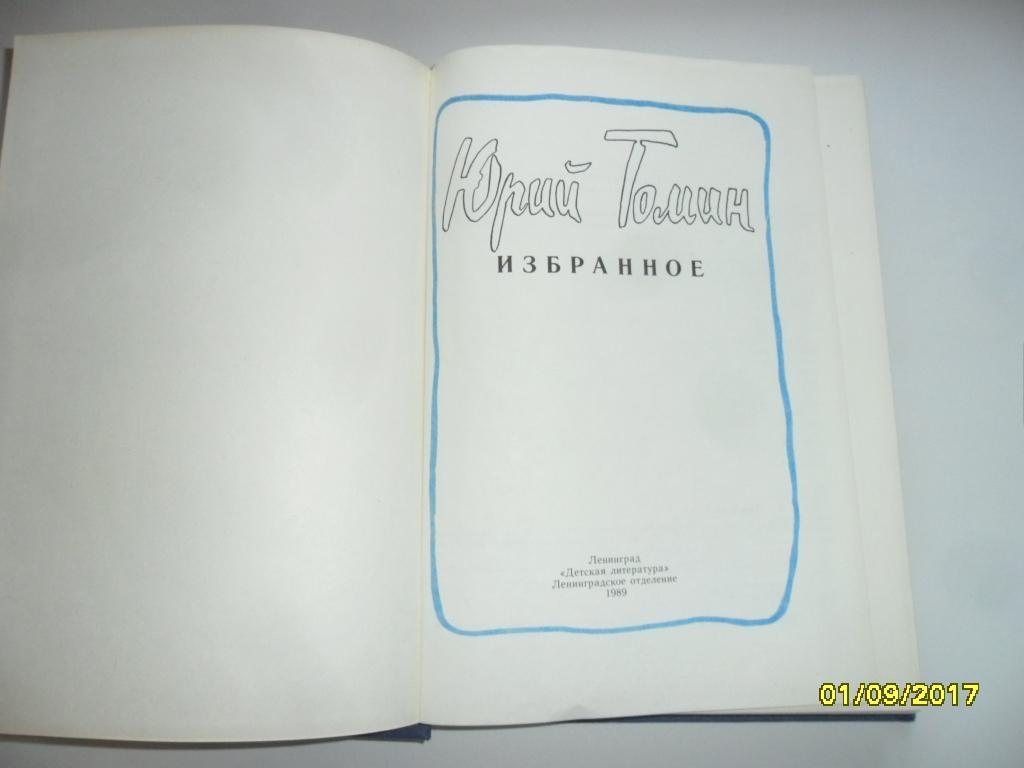 Юрий Томин
ИЗБРАННОЕ
Ленинград
«Детская литература»
Ленинградское отделение
1989
01/09/2017